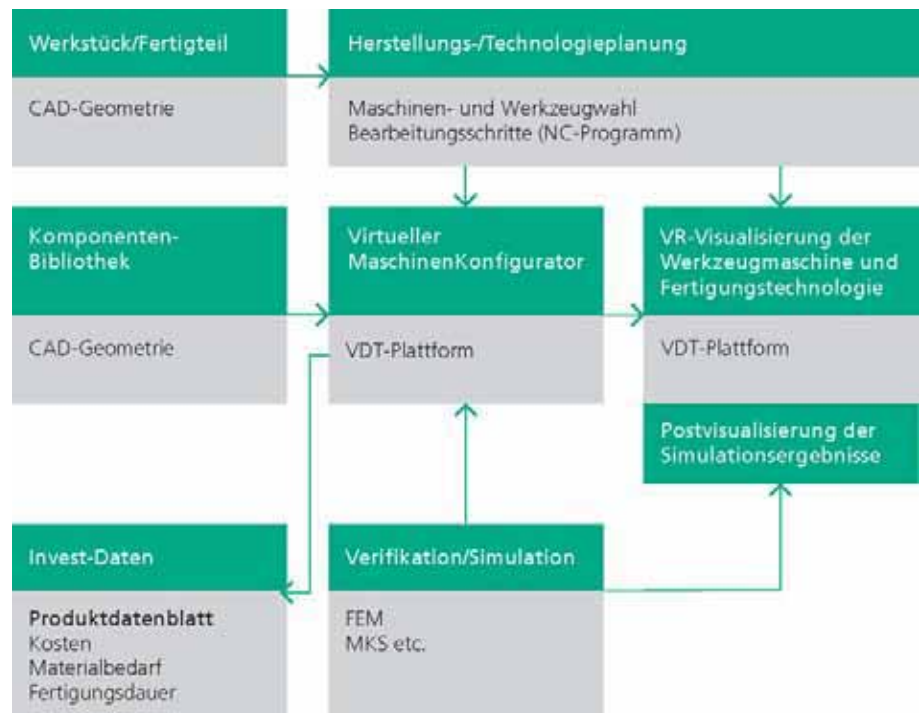 Werkstück/Fertigteil
CAD-Geometrie
Herstellungs-/Technologieplanung
Maschinen- und Werkzeugwahl
Bearbeitungsschritte (NC-Programm)
Komponenten-
Bibliothek
CAD-Geometrie
Virtueller
MaschinenKonfigurator
VDT-Plattform
VR-Visualisierung der
Werkzeugmaschine und
Fertigungstechnologie
VDT-Plattform
Postvisualisierung der
Simulationsergebnisse
Invest-Daten
Produktdatenblatt
Kosten
Materialbedarf
Fertigungsdauer
Verifikation/Simulation
FEM
MKS etc.